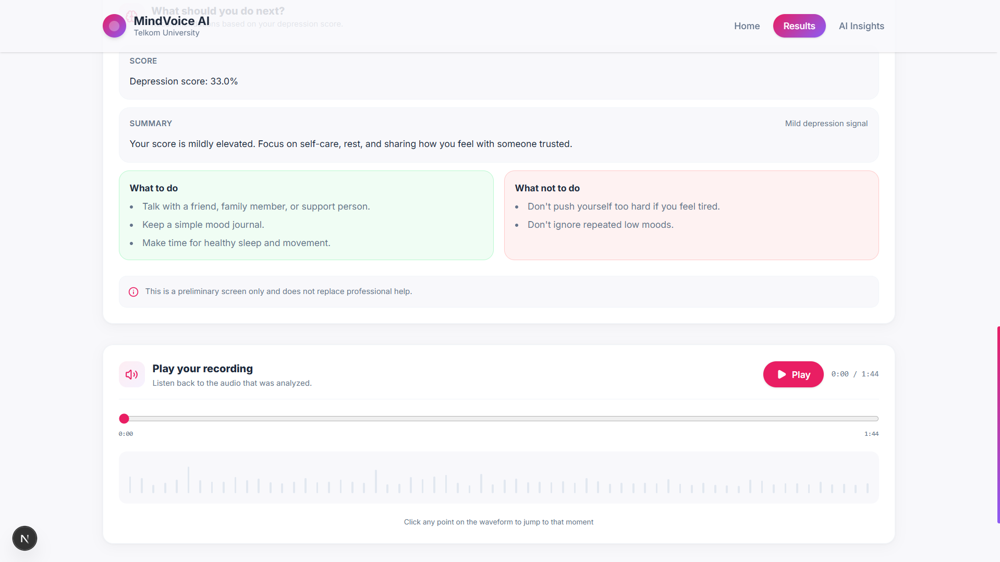 What should you do next?
Recommendations based on your depression score.
MindVoice AI
Telkom University
Home
Results
AI Insights
SCORE
Depression score: 33.0%
SUMMARY
Mild depression signal
Your score is mildly elevated. Focus on self-care, rest, and sharing how you feel with someone trusted.
What to do
• Talk with a friend, family member, or support person.
• Keep a simple mood journal.
• Make time for healthy sleep and movement.
What not to do
• Don't push yourself too hard if you feel tired.
• Don't ignore repeated low moods.
This is a preliminary screen only and does not replace professional help.
Play your recording
Listen back to the audio that was analyzed.
Play
0:00 / 1:44
0:00
1:44
Click any point on the waveform to jump to that moment
N